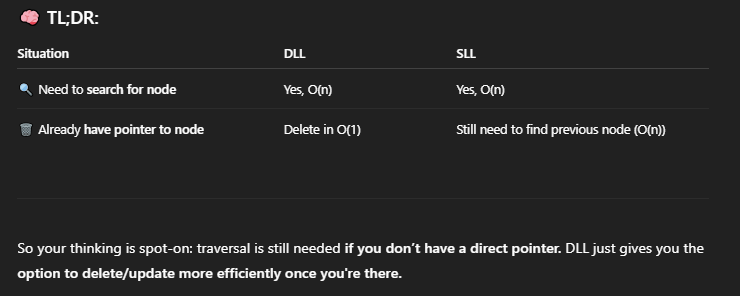 🧠 TL;DR:
Situation DLL SLL
🔍 Need to search for node Yes, O(n) Yes, O(n)
🗑️ Already have pointer to node Delete in O(1) Still need to find previous node (O(n))
So your thinking is spot-on: traversal is still needed if you don’t have a direct pointer. DLL just gives you the
option to delete/update more efficiently once you're there.